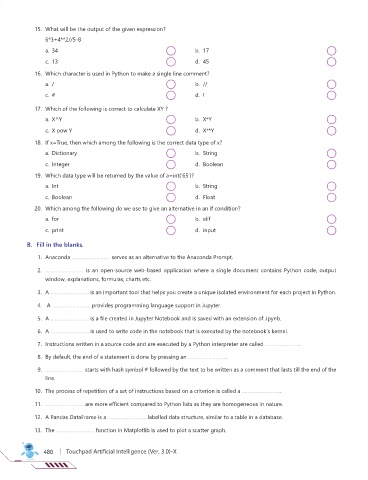 15. What will be the output of the given expression?
6*3+4**2//5-8
a. 34
b. 17
c. 13
d. 45
16. Which character is used in Python to make a single line comment?
a. /
b. //
c. #
d. !
17. Which of the following is correct to calculate XY ?
a. X^Y
b. X*Y
c. X pow Y
d. X**Y
18. If x=True, then which among the following is the correct data type of x?
a. Dictionary
b. String
c. Integer
d. Boolean
19. Which data type will be returned by the value of a=int('65')?
a. Int
b. String
c. Boolean
d. Float
20. Which among the following do we use to give an alternative in an if condition?
a. for
b. elif
c. print
d. input
B. Fill in the blanks.
1. Anaconda ........................ serves as an alternative to the Anaconda Prompt.
2. ........................ is an open-source web-based application where a single document contains Python code, output
window, explanations, formulas, charts etc.
3. A ........................ is an important tool that helps you create a unique isolated environment for each project in Python.
4. A ........................ provides programming language support in Jupyter.
5. A ........................ is a file created in Jupyter Notebook and is saved with an extension of .ipynb.
6. A ........................ is used to write code in the notebook that is executed by the notebook's kernel.
7. Instructions written in a source code and are executed by a Python interpreter are called ........................
8. By default, the end of a statement is done by pressing an ........................
9. ........................ starts with hash symbol # followed by the text to be written as a comment that lasts till the end of the
line.
10. The process of repetition of a set of instructions based on a criterion is called a ........................
11. ........................ are more efficient compared to Python lists as they are homogeneous in nature.
12. A Pandas DataFrame is a ........................ labelled data structure, similar to a table in a database.
13. The ........................ function in Matplotlib is used to plot a scatter graph.
480 | Touchpad Artificial Intelligence (Ver. 3.0)-X